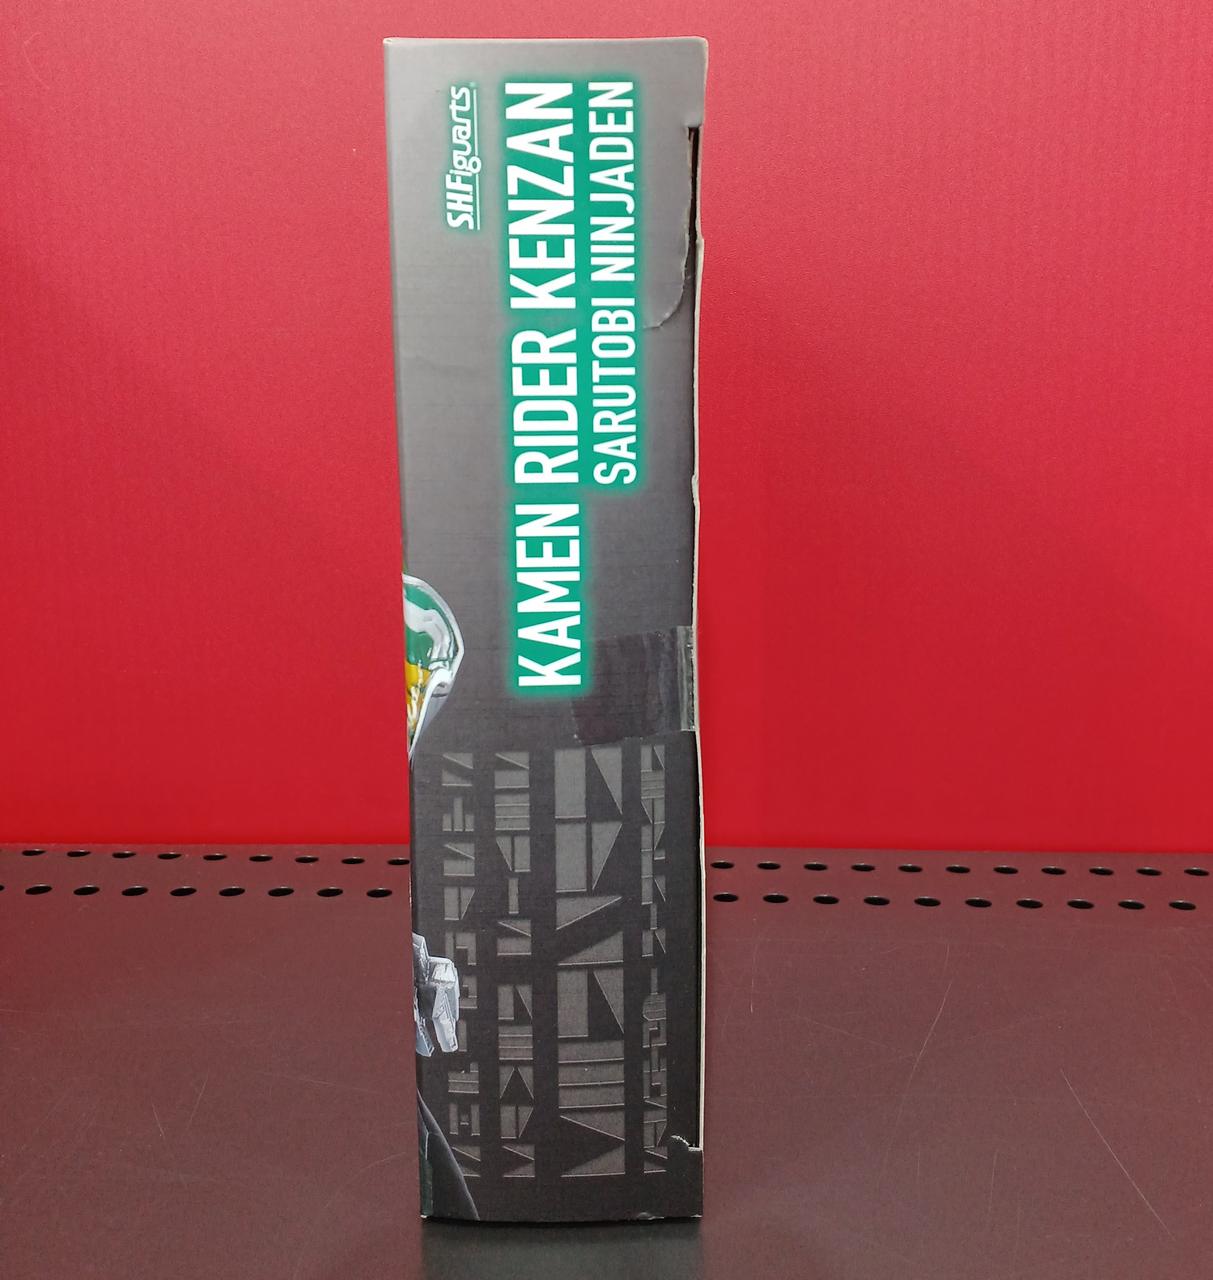 S.H.Figuarts
KAMEN RIDER KENZAN
SARUTOBI NINJADEN